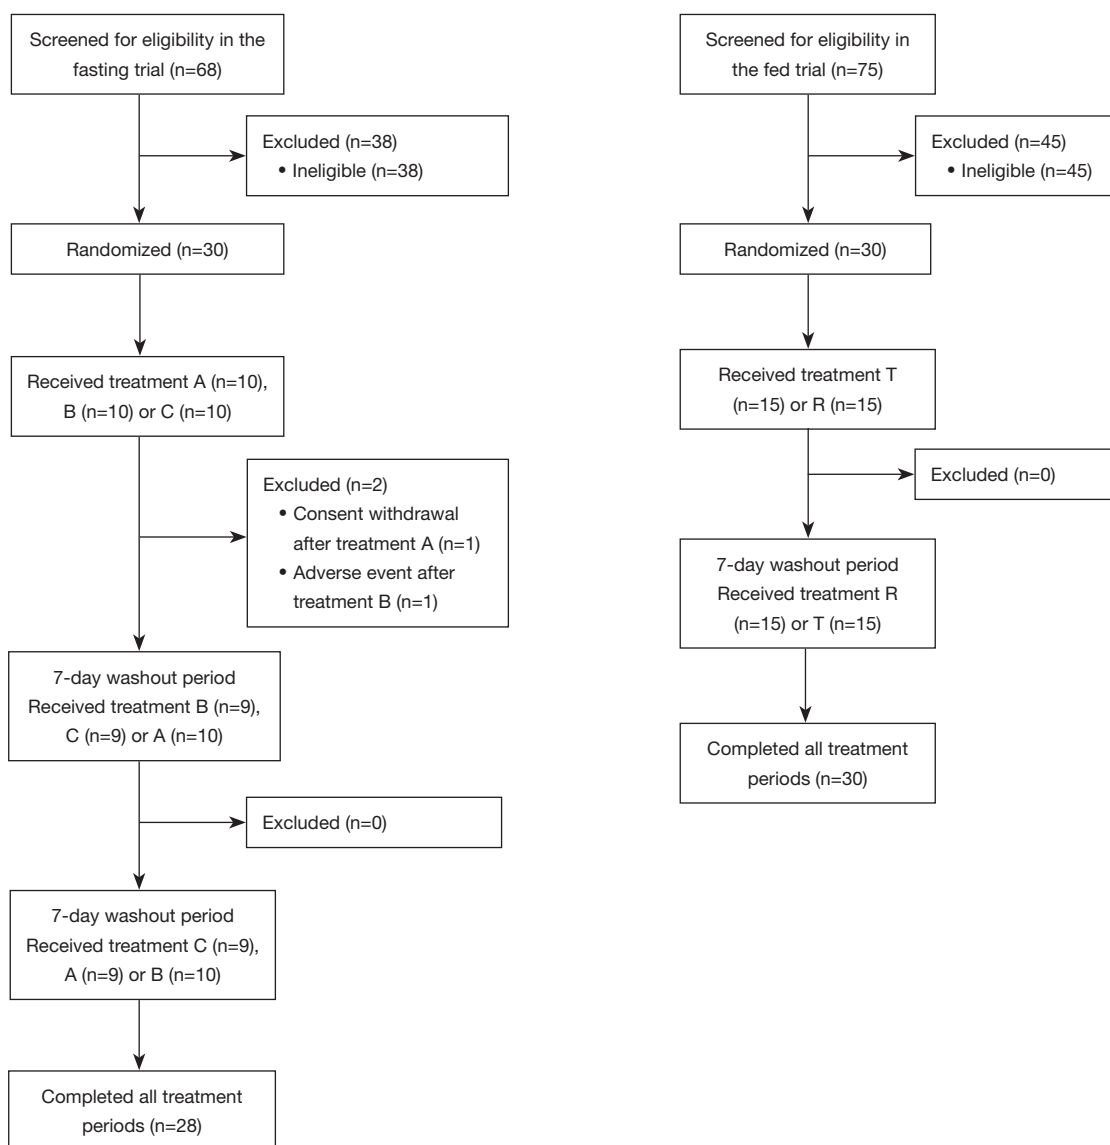 Screened for eligibility in the
fasting trial (n=68)
Excluded (n=38)
• Ineligible (n=38)
Randomized (n=30)
Received treatment A (n=10),
B (n=10) or C (n=10)
Excluded (n=2)
• Consent withdrawal
after treatment A (n=1)
• Adverse event after
treatment B (n=1)
7-day washout period
Received treatment B (n=9),
C (n=9) or A (n=10)
Excluded (n=0)
7-day washout period
Received treatment C (n=9),
A (n=9) or B (n=10)
Completed all treatment
periods (n=28)
Screened for eligibility in
the fed trial (n=75)
Excluded (n=45)
• Ineligible (n=45)
Randomized (n=30)
Received treatment T
(n=15) or R (n=15)
Excluded (n=0)
7-day washout period
Received treatment R
(n=15) or T (n=15)
Completed all treatment
periods (n=30)